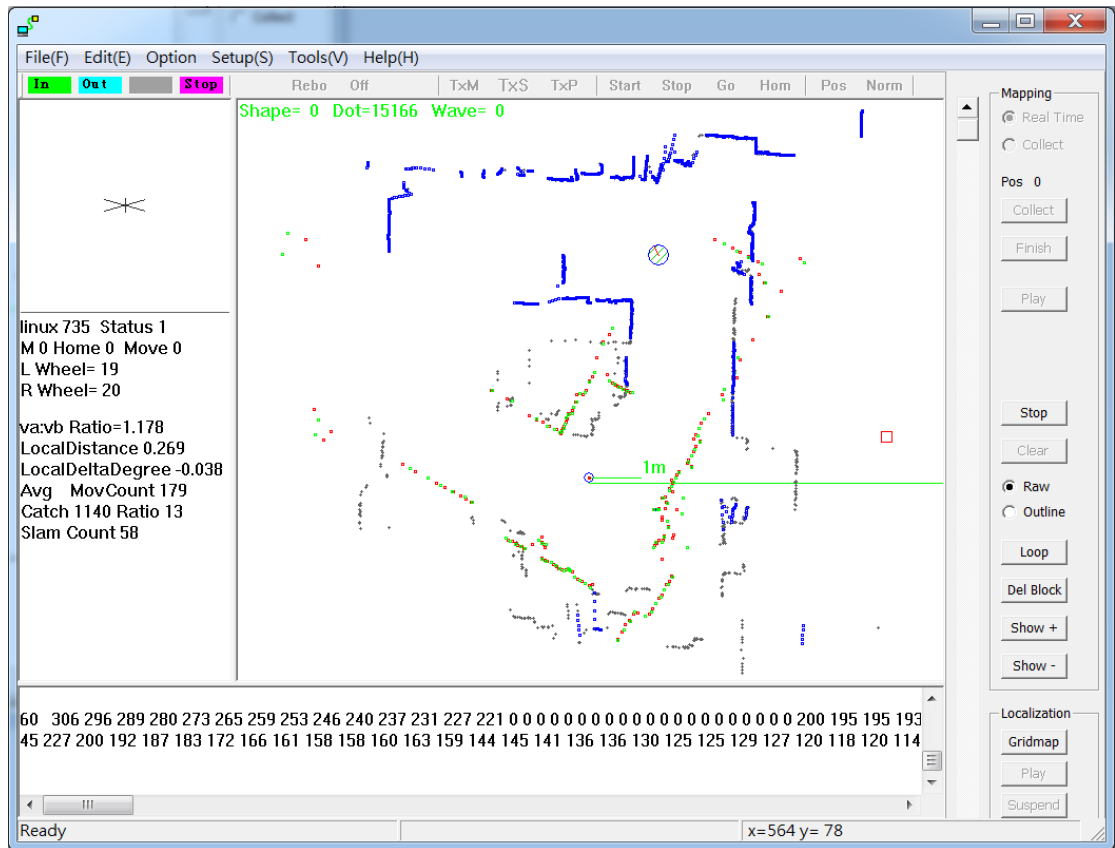 Collect
File(F) Edit(E) Option Setup(S) Tools(V) Help(H)
In Out Stop Rebo Off TxM TxS TxP Start Stop Go Hom Pos Norm
Shape= 0 Dot=15166 Wave= 0
1m
linux 735 Status 1
M 0 Home 0 Move 0
L Wheel= 19
R Wheel= 20
va:vb Ratio=1.178
LocalDistance 0.269
LocalDeltaDegree -0.038
Avg MovCount 179
Catch 1140 Ratio 13
Slam Count 58
Mapping
Real Time
Collect
Pos 0
Collect
Finish
Play
Stop
Clear
Raw
Outline
Loop
Del Block
Show +
Show -
Localization
Gridmap
Play
Suspend
60 306 296 289 280 273 265 259 253 246 240 237 231 227 221 0 0 0 0 0 0 0 0 0 0 0 0 0 0 0 0 0 200 195 195 193
45 227 200 192 187 183 172 166 161 158 158 160 163 159 144 145 141 136 136 130 125 125 129 127 120 118 120 114
Ready
x=564 y= 78